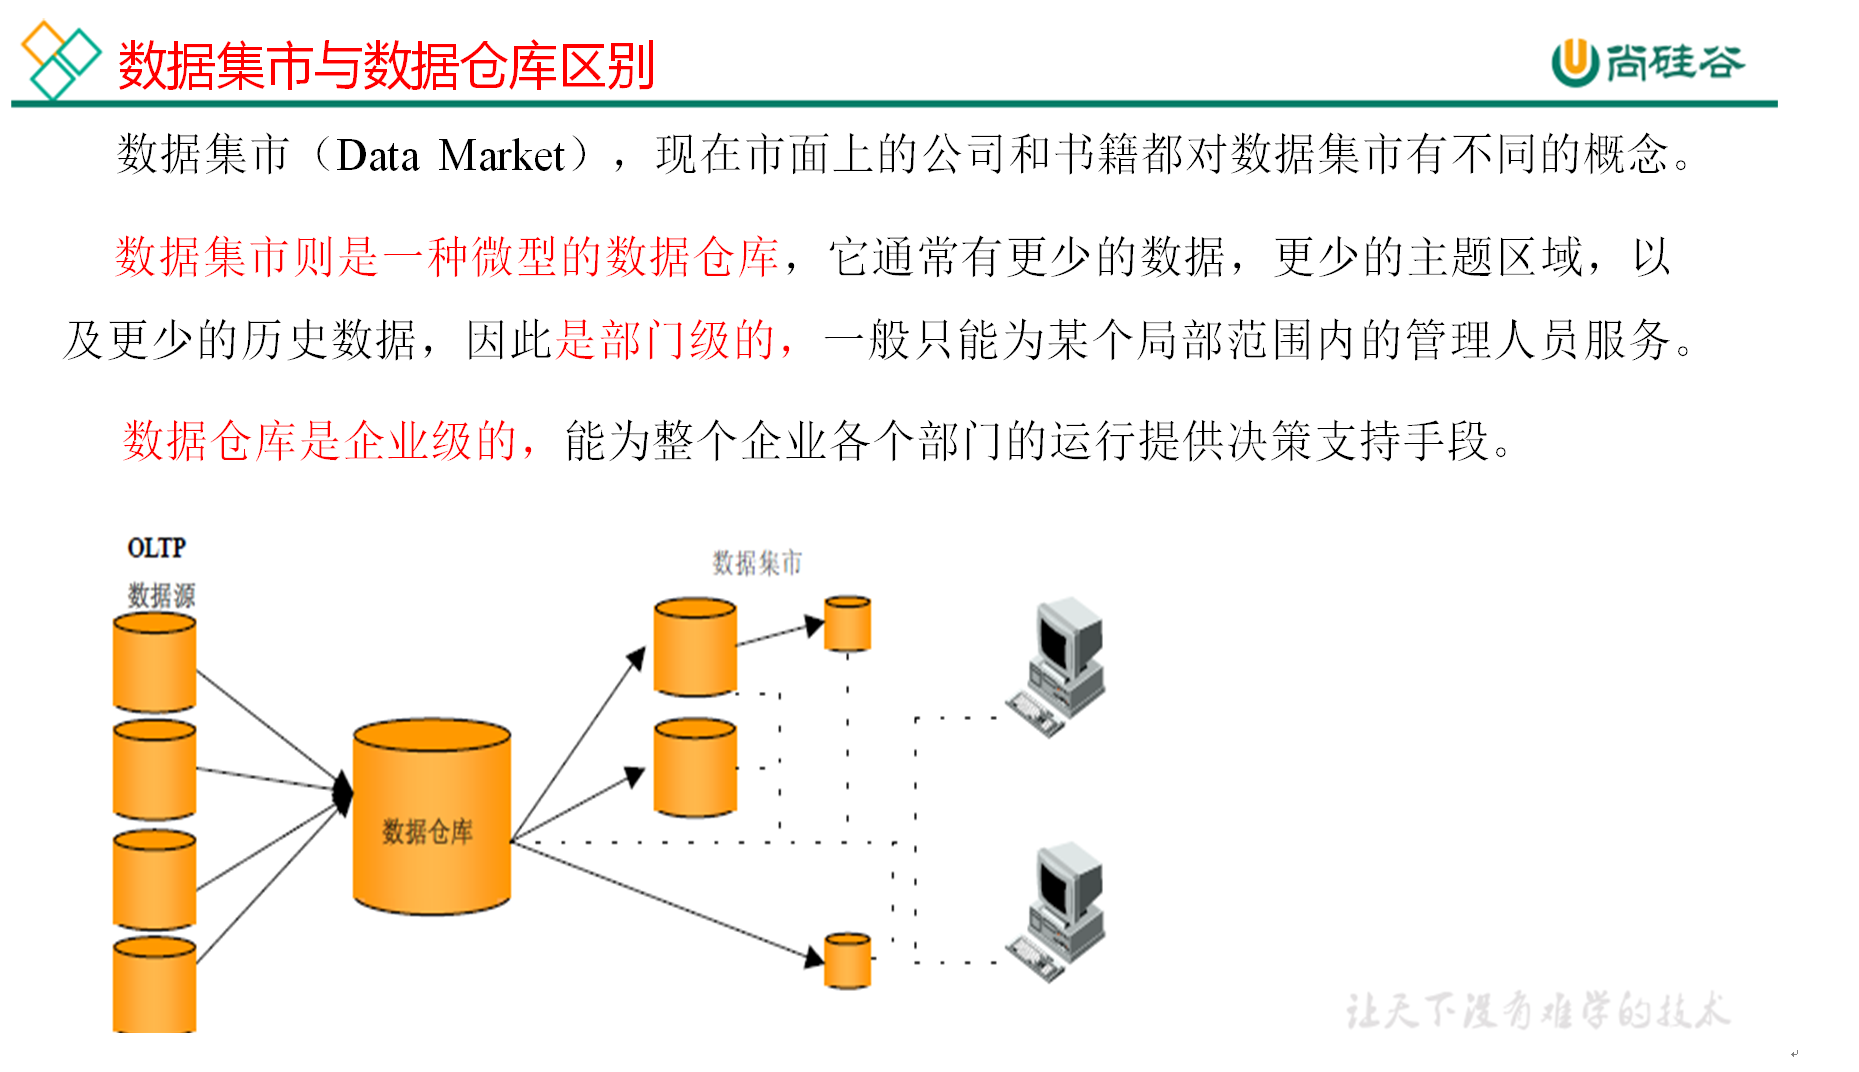 数据集市与数据仓库区别
尚硅谷
数据集市（Data Market），现在市面上的公司和书籍都对数据集市有不同的概念。
数据集市则是一种微型的数据仓库，它通常有更少的数据，更少的主题区域，以
及更少的历史数据，因此是部门级的，一般只能为某个局部范围内的管理人员服务。
数据仓库是企业级的，能为整个企业各个部门的运行提供决策支持手段。
OLTP
数据源
数据集市
数据仓库
让天下没有难学的技术